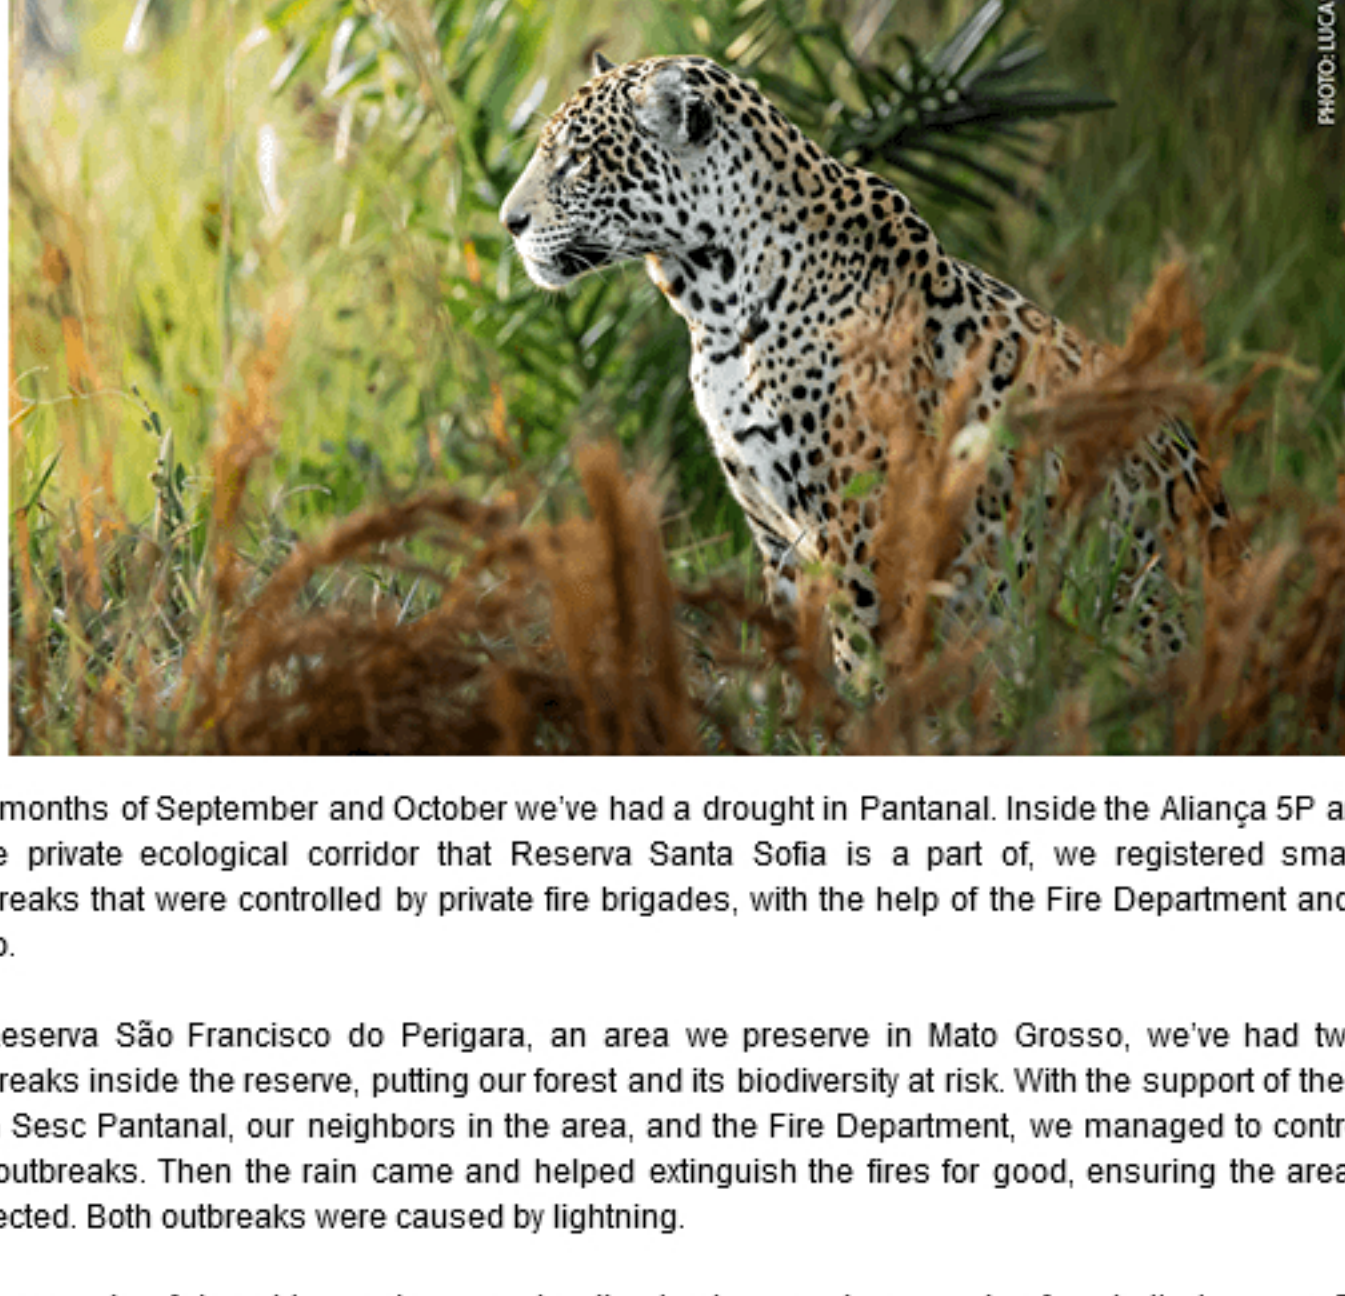 PHOTO: LUCA
months of September and October we've had a drought in Pantanal. Inside the Aliança 5P a
e private ecological corridor that Reserva Santa Sofia is a part of, we registered sma
reaks that were controlled by private fire brigades, with the help of the Fire Department and
o.
eserva São Francisco do Perigara, an area we preserve in Mato Grosso, we've had tw
reaks inside the reserve, putting our forest and its biodiversity at risk. With the support of the
Sesc Pantanal, our neighbors in the area, and the Fire Department, we managed to contr
outbreaks. Then the rain came and helped extinguish the fires for good, ensuring the area
ected. Both outbreaks were caused by lightning.